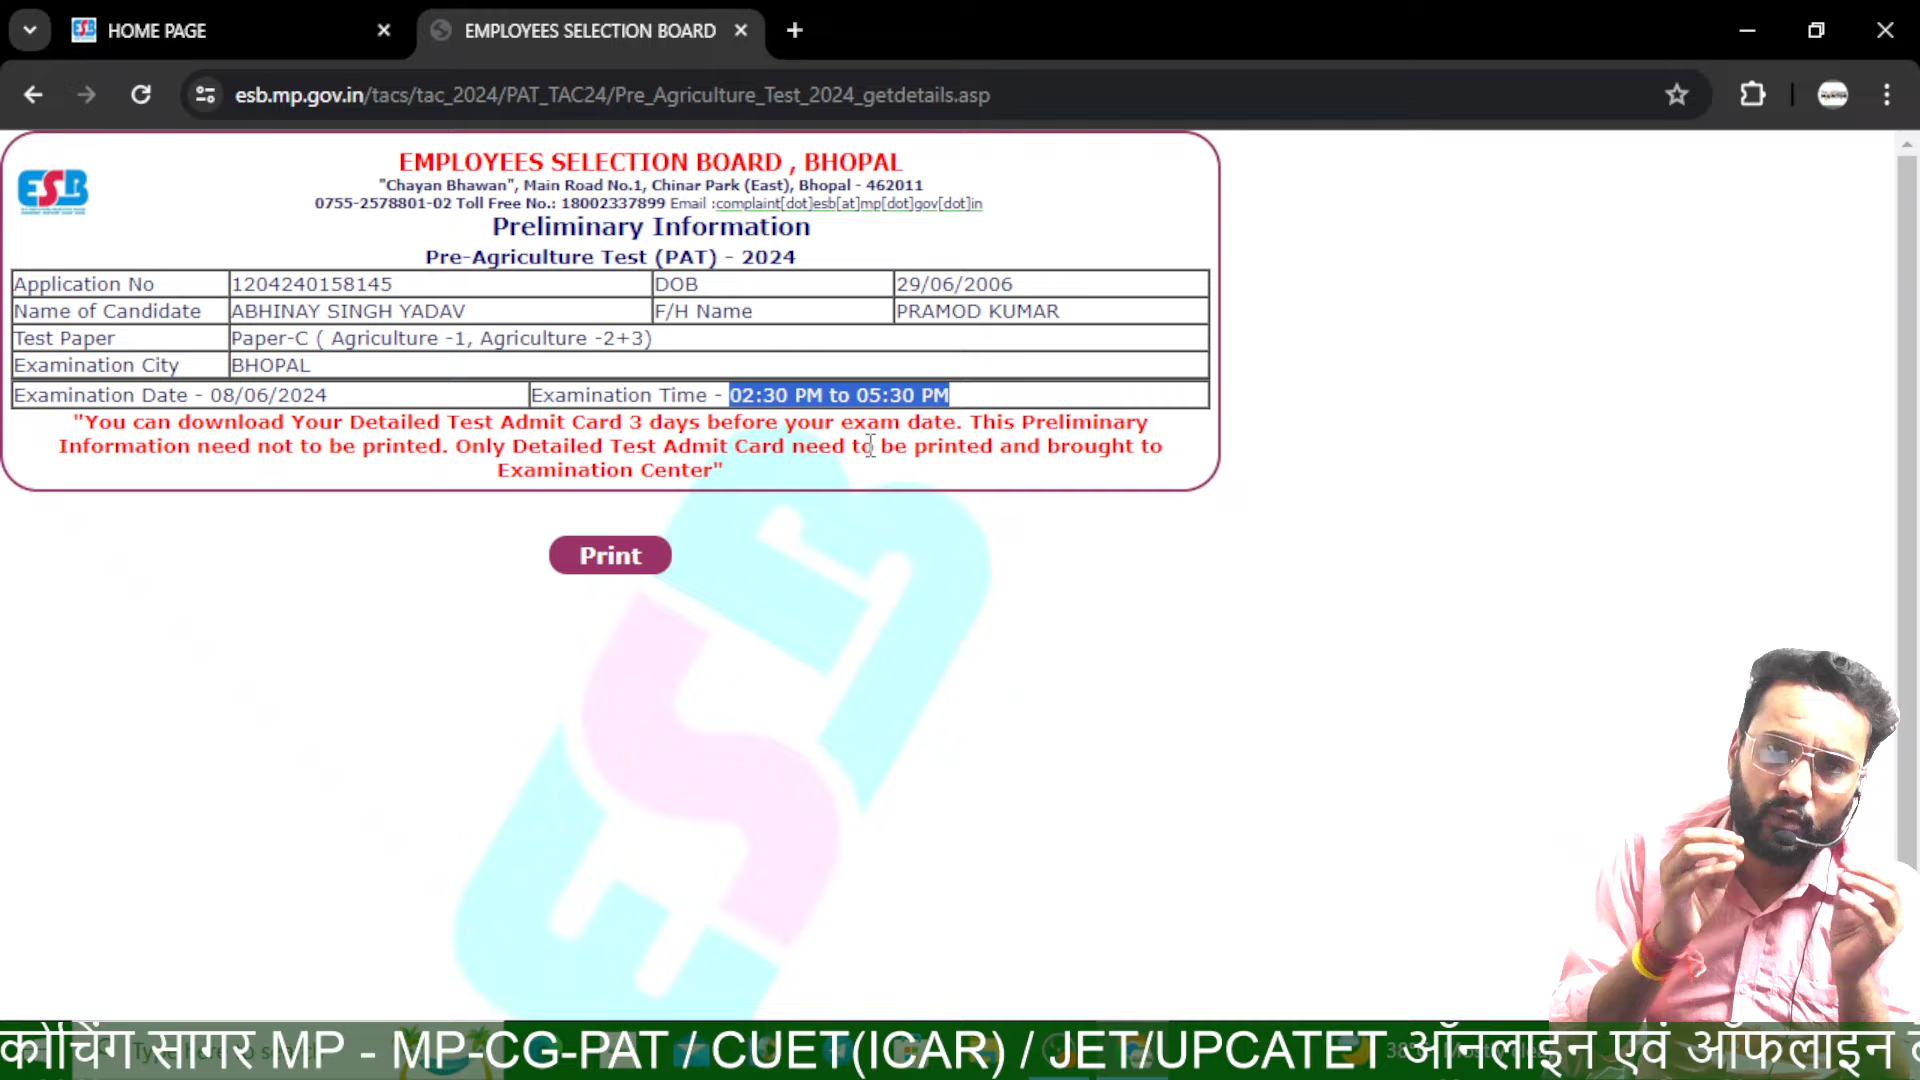 HOME PAGE
EMPLOYEES SELECTION BOARD
esb.mp.gov.in/tacs/tac_2024/PAT_TAC24/Pre_Agriculture_Test_2024_getdetails.asp
ESB
EMPLOYEES SELECTION BOARD , BHOPAL
"Chayan Bhawan", Main Road No.1, Chinar Park (East), Bhopal - 462011
0755-2578801-02 Toll Free No.: 18002337899 Email :complaint[dot]esb[at]mp[dot]gov[dot]in
Preliminary Information
Pre-Agriculture Test (PAT) - 2024
Application No 1204240158145 DOB 29/06/2006
Name of Candidate ABHINAY SINGH YADAV F/H Name PRAMOD KUMAR
Test Paper Paper-C ( Agriculture -1, Agriculture -2+3)
Examination City BHOPAL
Examination Date - 08/06/2024 Examination Time - 02:30 PM to 05:30 PM
"You can download Your Detailed Test Admit Card 3 days before your exam date. This Preliminary
Information need not to be printed. Only Detailed Test Admit Card need to be printed and brought to
Examination Center"
Print
ESB
कोचिंग सागर MP - MP-CG-PAT / CUET(ICAR) / JET/UPCATET ऑनलाइन एवं ऑफलाइन